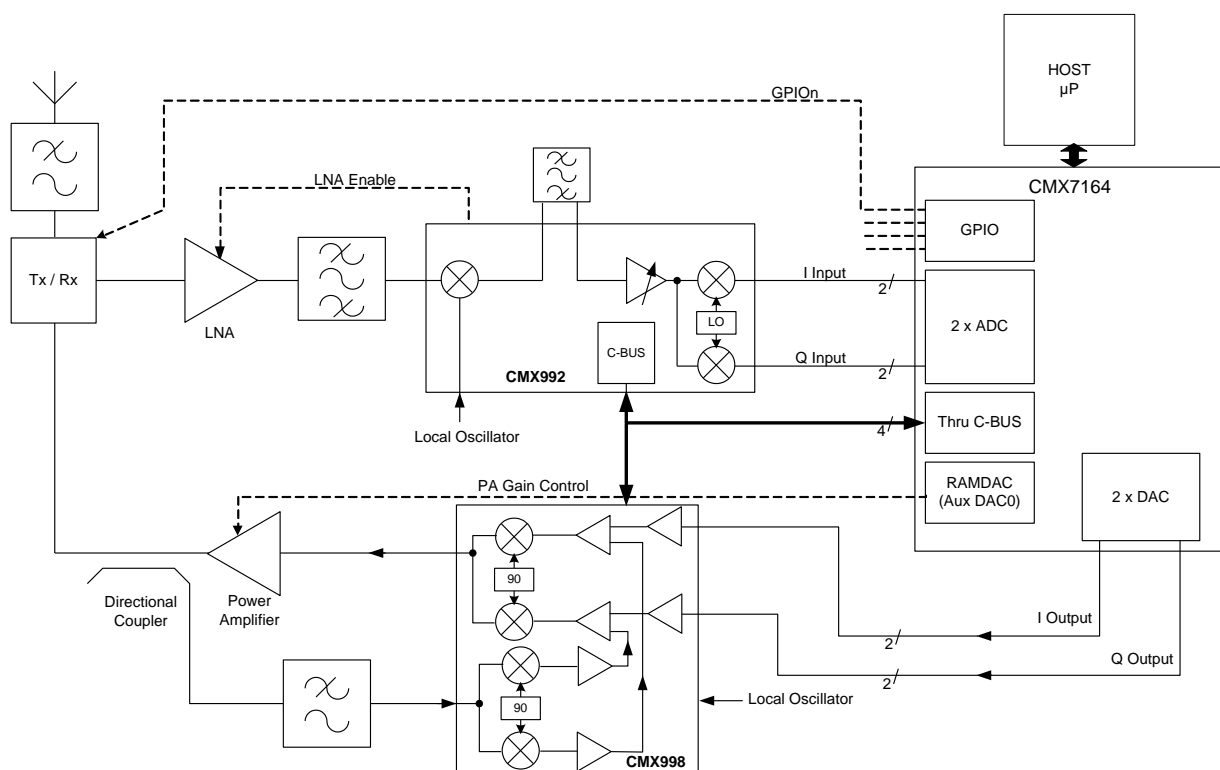 HOST
µP
GPIOn
CMX7164
LNA Enable
GPIO
Tx / Rx
I Input
2
LO
2 x ADC
LNA
C-BUS
Q Input
CMX992
2
Local Oscillator
4
Thru C-BUS
PA Gain Control
RAMDAC
(Aux DAC0)
2 x DAC
90
Directional
Coupler
Power
Amplifier
I Output
2
Q Output
2
90
Local Oscillator
CMX998